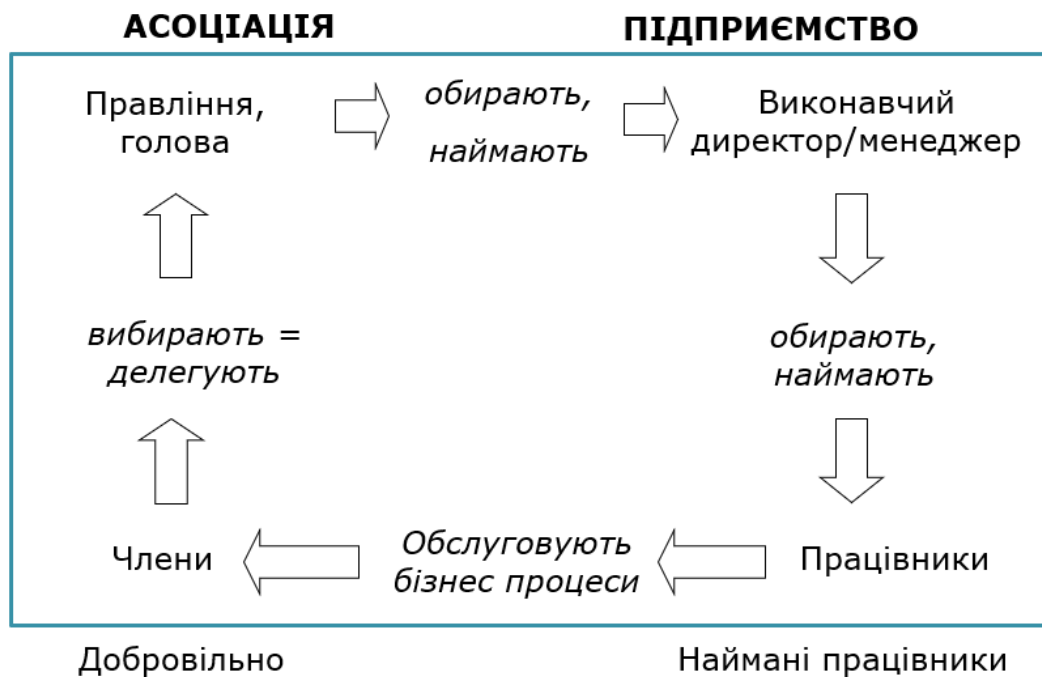 АСОЦІАЦІЯ
ПІДПРИЄМСТВО
Правління,
голова
обирають,
наймають
Виконавчий
директор/менеджер
вибирають =
делегують
обирають,
наймають
Члени
Обслуговують
бізнес процеси
Працівники
Добровільно
Наймані працівники